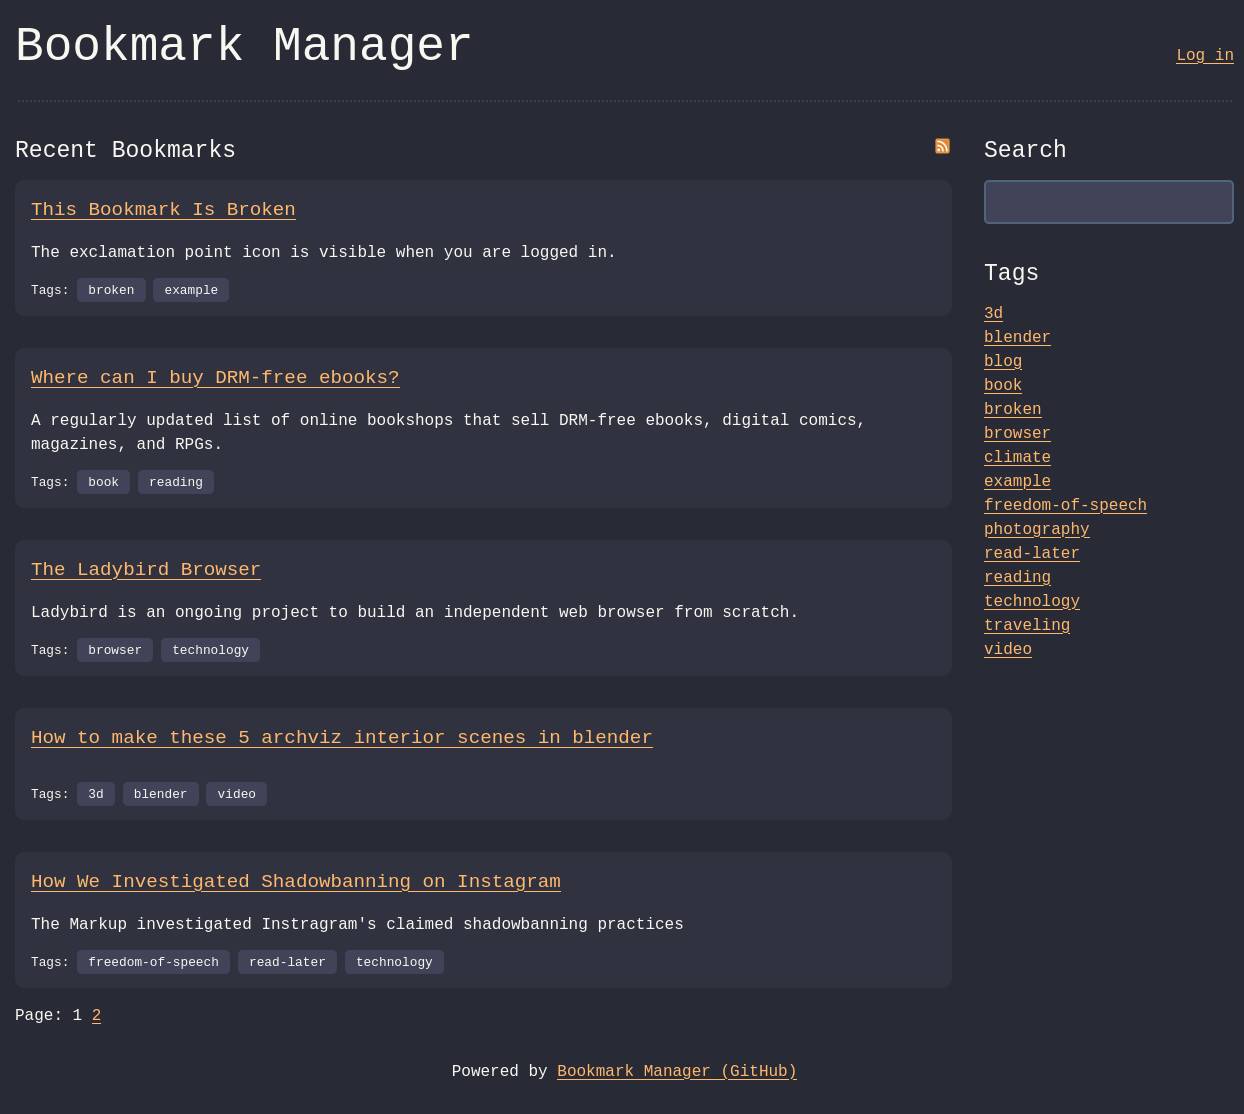 Bookmark Manager
Log in
Recent Bookmarks
This Bookmark Is Broken
The exclamation point icon is visible when you are logged in.
Tags: broken example
Where can I buy DRM-free ebooks?
A regularly updated list of online bookshops that sell DRM-free ebooks, digital comics,
magazines, and RPGs.
Tags: book reading
The Ladybird Browser
Ladybird is an ongoing project to build an independent web browser from scratch.
Tags: browser technology
How to make these 5 archviz interior scenes in blender
Tags: 3d blender video
How We Investigated Shadowbanning on Instagram
The Markup investigated Instragram's claimed shadowbanning practices
Tags: freedom-of-speech read-later technology
Page: 1 2
Search
Tags
3d
blender
blog
book
broken
browser
climate
example
freedom-of-speech
photography
read-later
reading
technology
traveling
video
Powered by Bookmark Manager (GitHub)